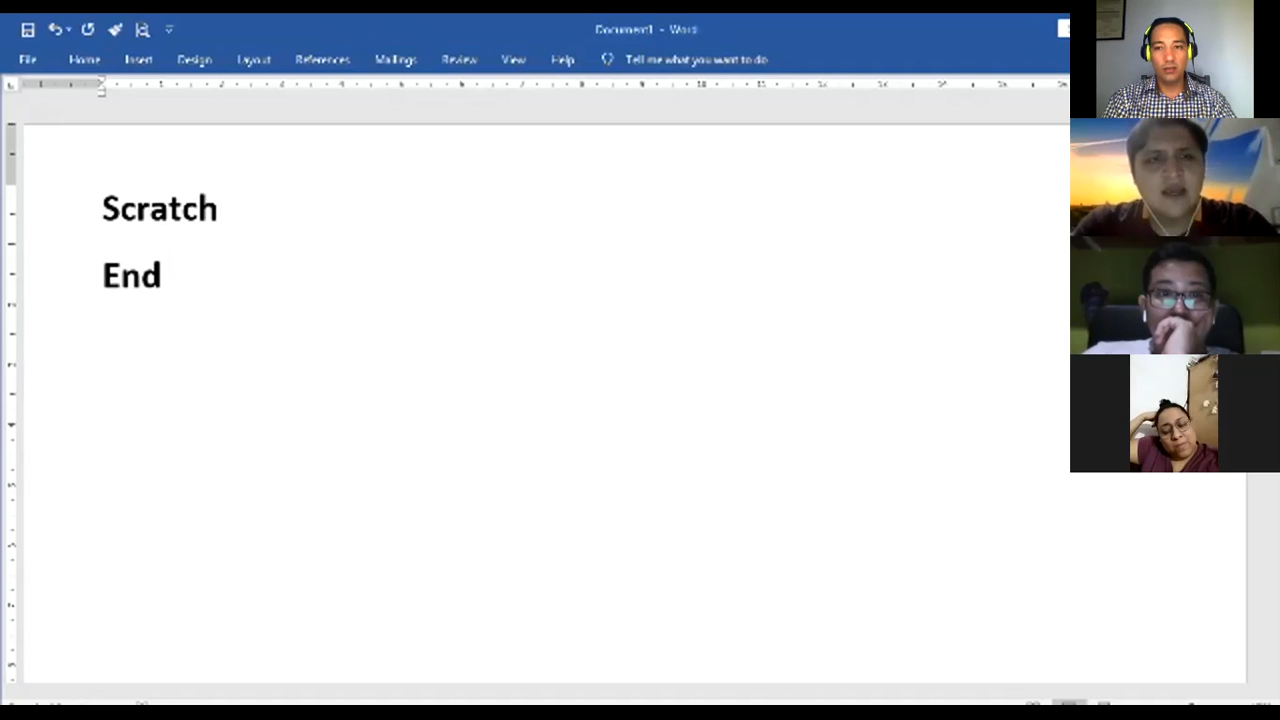 Document1 - Word
File Home Insert Design Layout References Mailings Review View Help Tell me what you want to do
Scratch
End